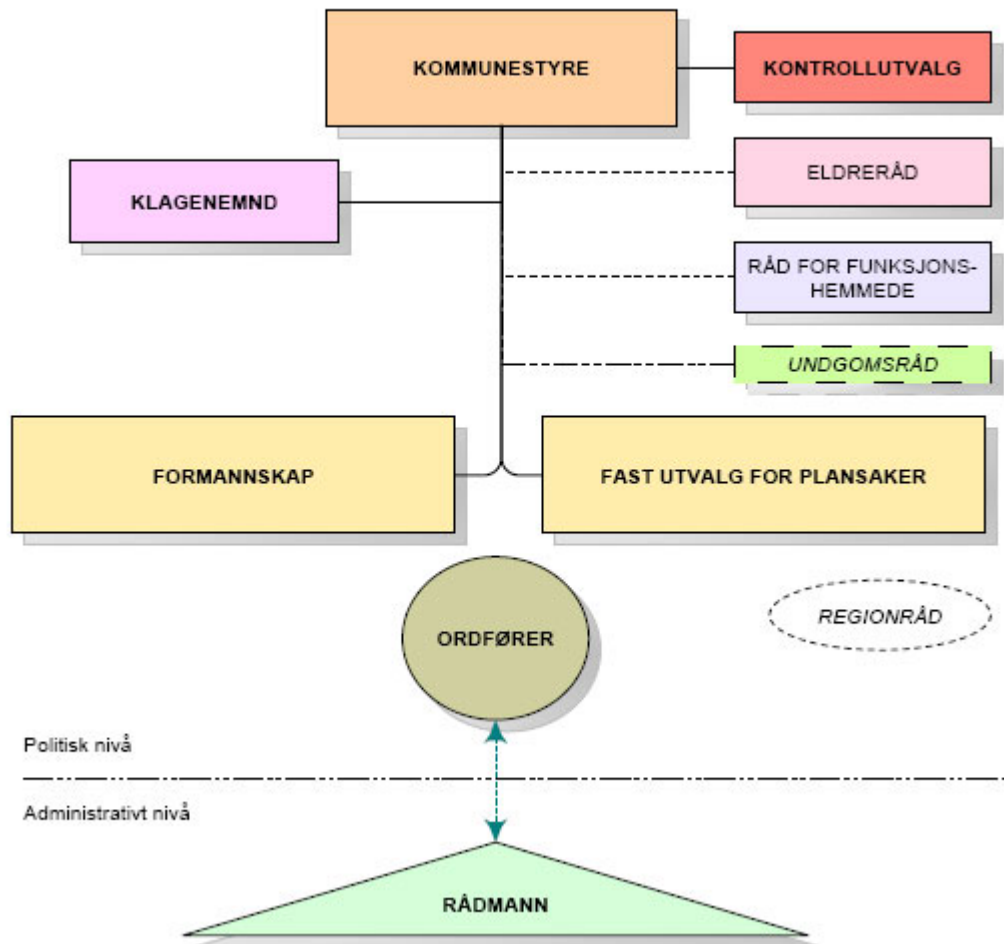 KOMMUNESTYRE
KONTROLLUTVALG
ELDRERÅD
KLAGENEMND
RÅD FOR FUNKSJONS-
HEMMEDE
UNDGOMSRÅD
FORMANNSKAP
FAST UTVALG FOR PLANSAKER
ORDFØRER
REGIONRÅD
Politisk nivå
Administrativt nivå
RÅDMANN